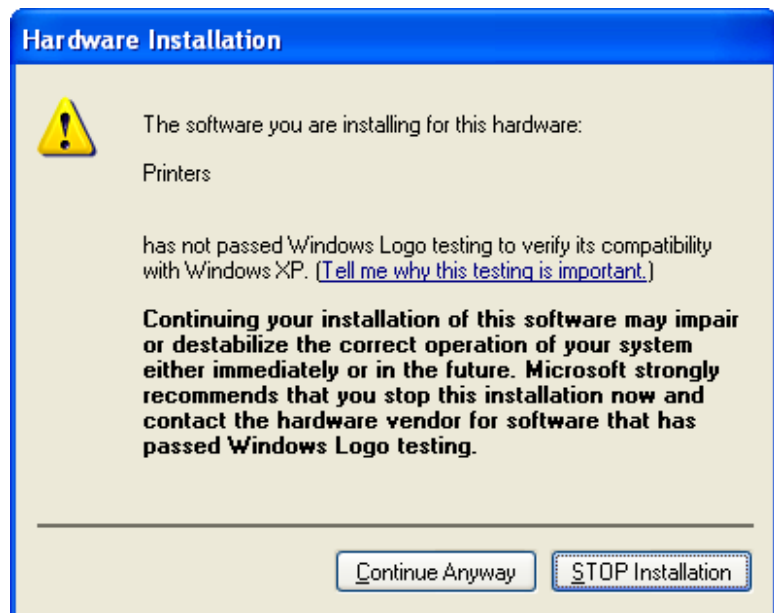 Hardware Installation
The software you are installing for this hardware:
Printers
has not passed Windows Logo testing to verify its compatibility
with Windows XP. (Tell me why this testing is important.)
Continuing your installation of this software may impair
or destabilize the correct operation of your system
either immediately or in the future. Microsoft strongly
recommends that you stop this installation now and
contact the hardware vendor for software that has
passed Windows Logo testing.
Continue Anyway STOP Installation